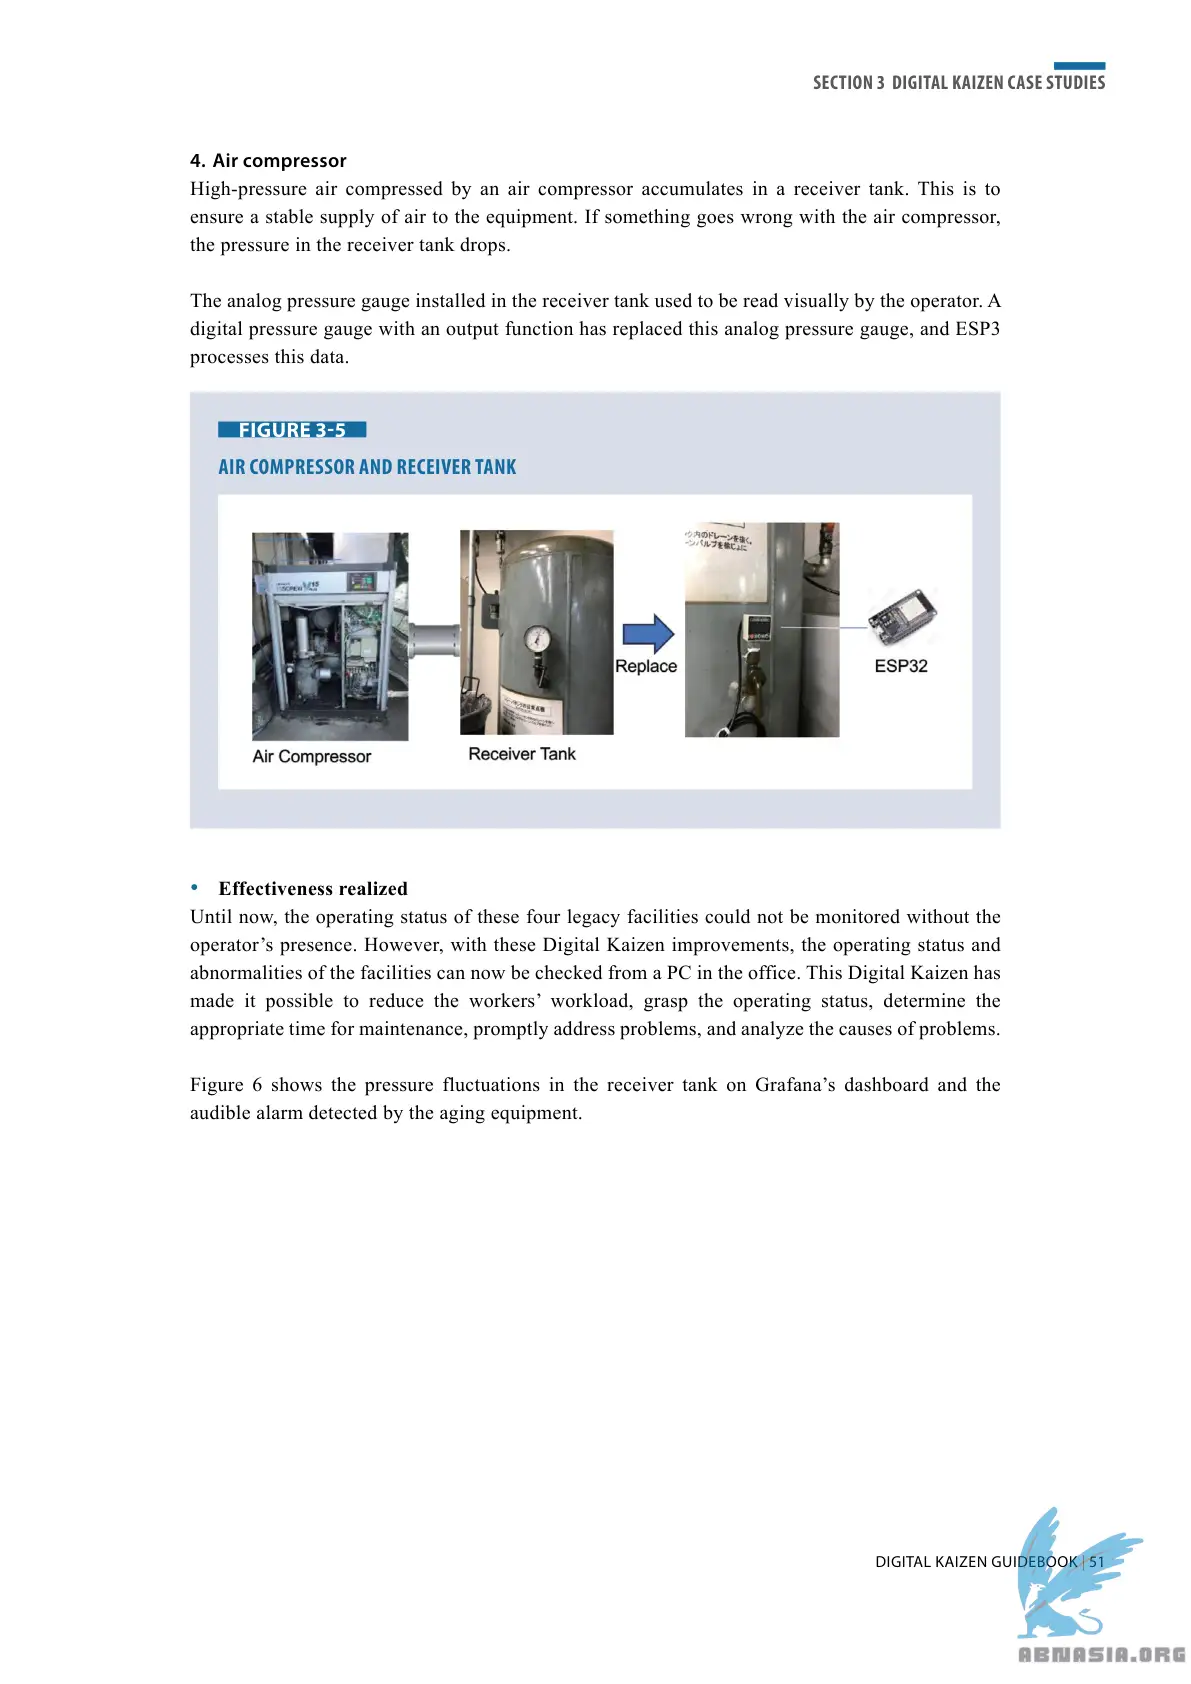 SECTION 3 DIGITAL KAIZEN CASE STUDIES
4. Air compressor
High-pressure air compressed by an air compressor accumulates in a receiver tank. This is to
ensure a stable supply of air to the equipment. If something goes wrong with the air compressor,
the pressure in the receiver tank drops.
The analog pressure gauge installed in the receiver tank used to be read visually by the operator. A
digital pressure gauge with an output function has replaced this analog pressure gauge, and ESP3
processes this data.
FIGURE 3-5
AIR COMPRESSOR AND RECEIVER TANK
Replace
ESP32
Air Compressor
Receiver Tank
• Effectiveness realized
Until now, the operating status of these four legacy facilities could not be monitored without the
operator’s presence. However, with these Digital Kaizen improvements, the operating status and
abnormalities of the facilities can now be checked from a PC in the office. This Digital Kaizen has
made it possible to reduce the workers’ workload, grasp the operating status, determine the
appropriate time for maintenance, promptly address problems, and analyze the causes of problems.
Figure 6 shows the pressure fluctuations in the receiver tank on Grafana’s dashboard and the
audible alarm detected by the aging equipment.
DIGITAL KAIZEN GUIDEBOOK | 51
ABNASIA.ORG